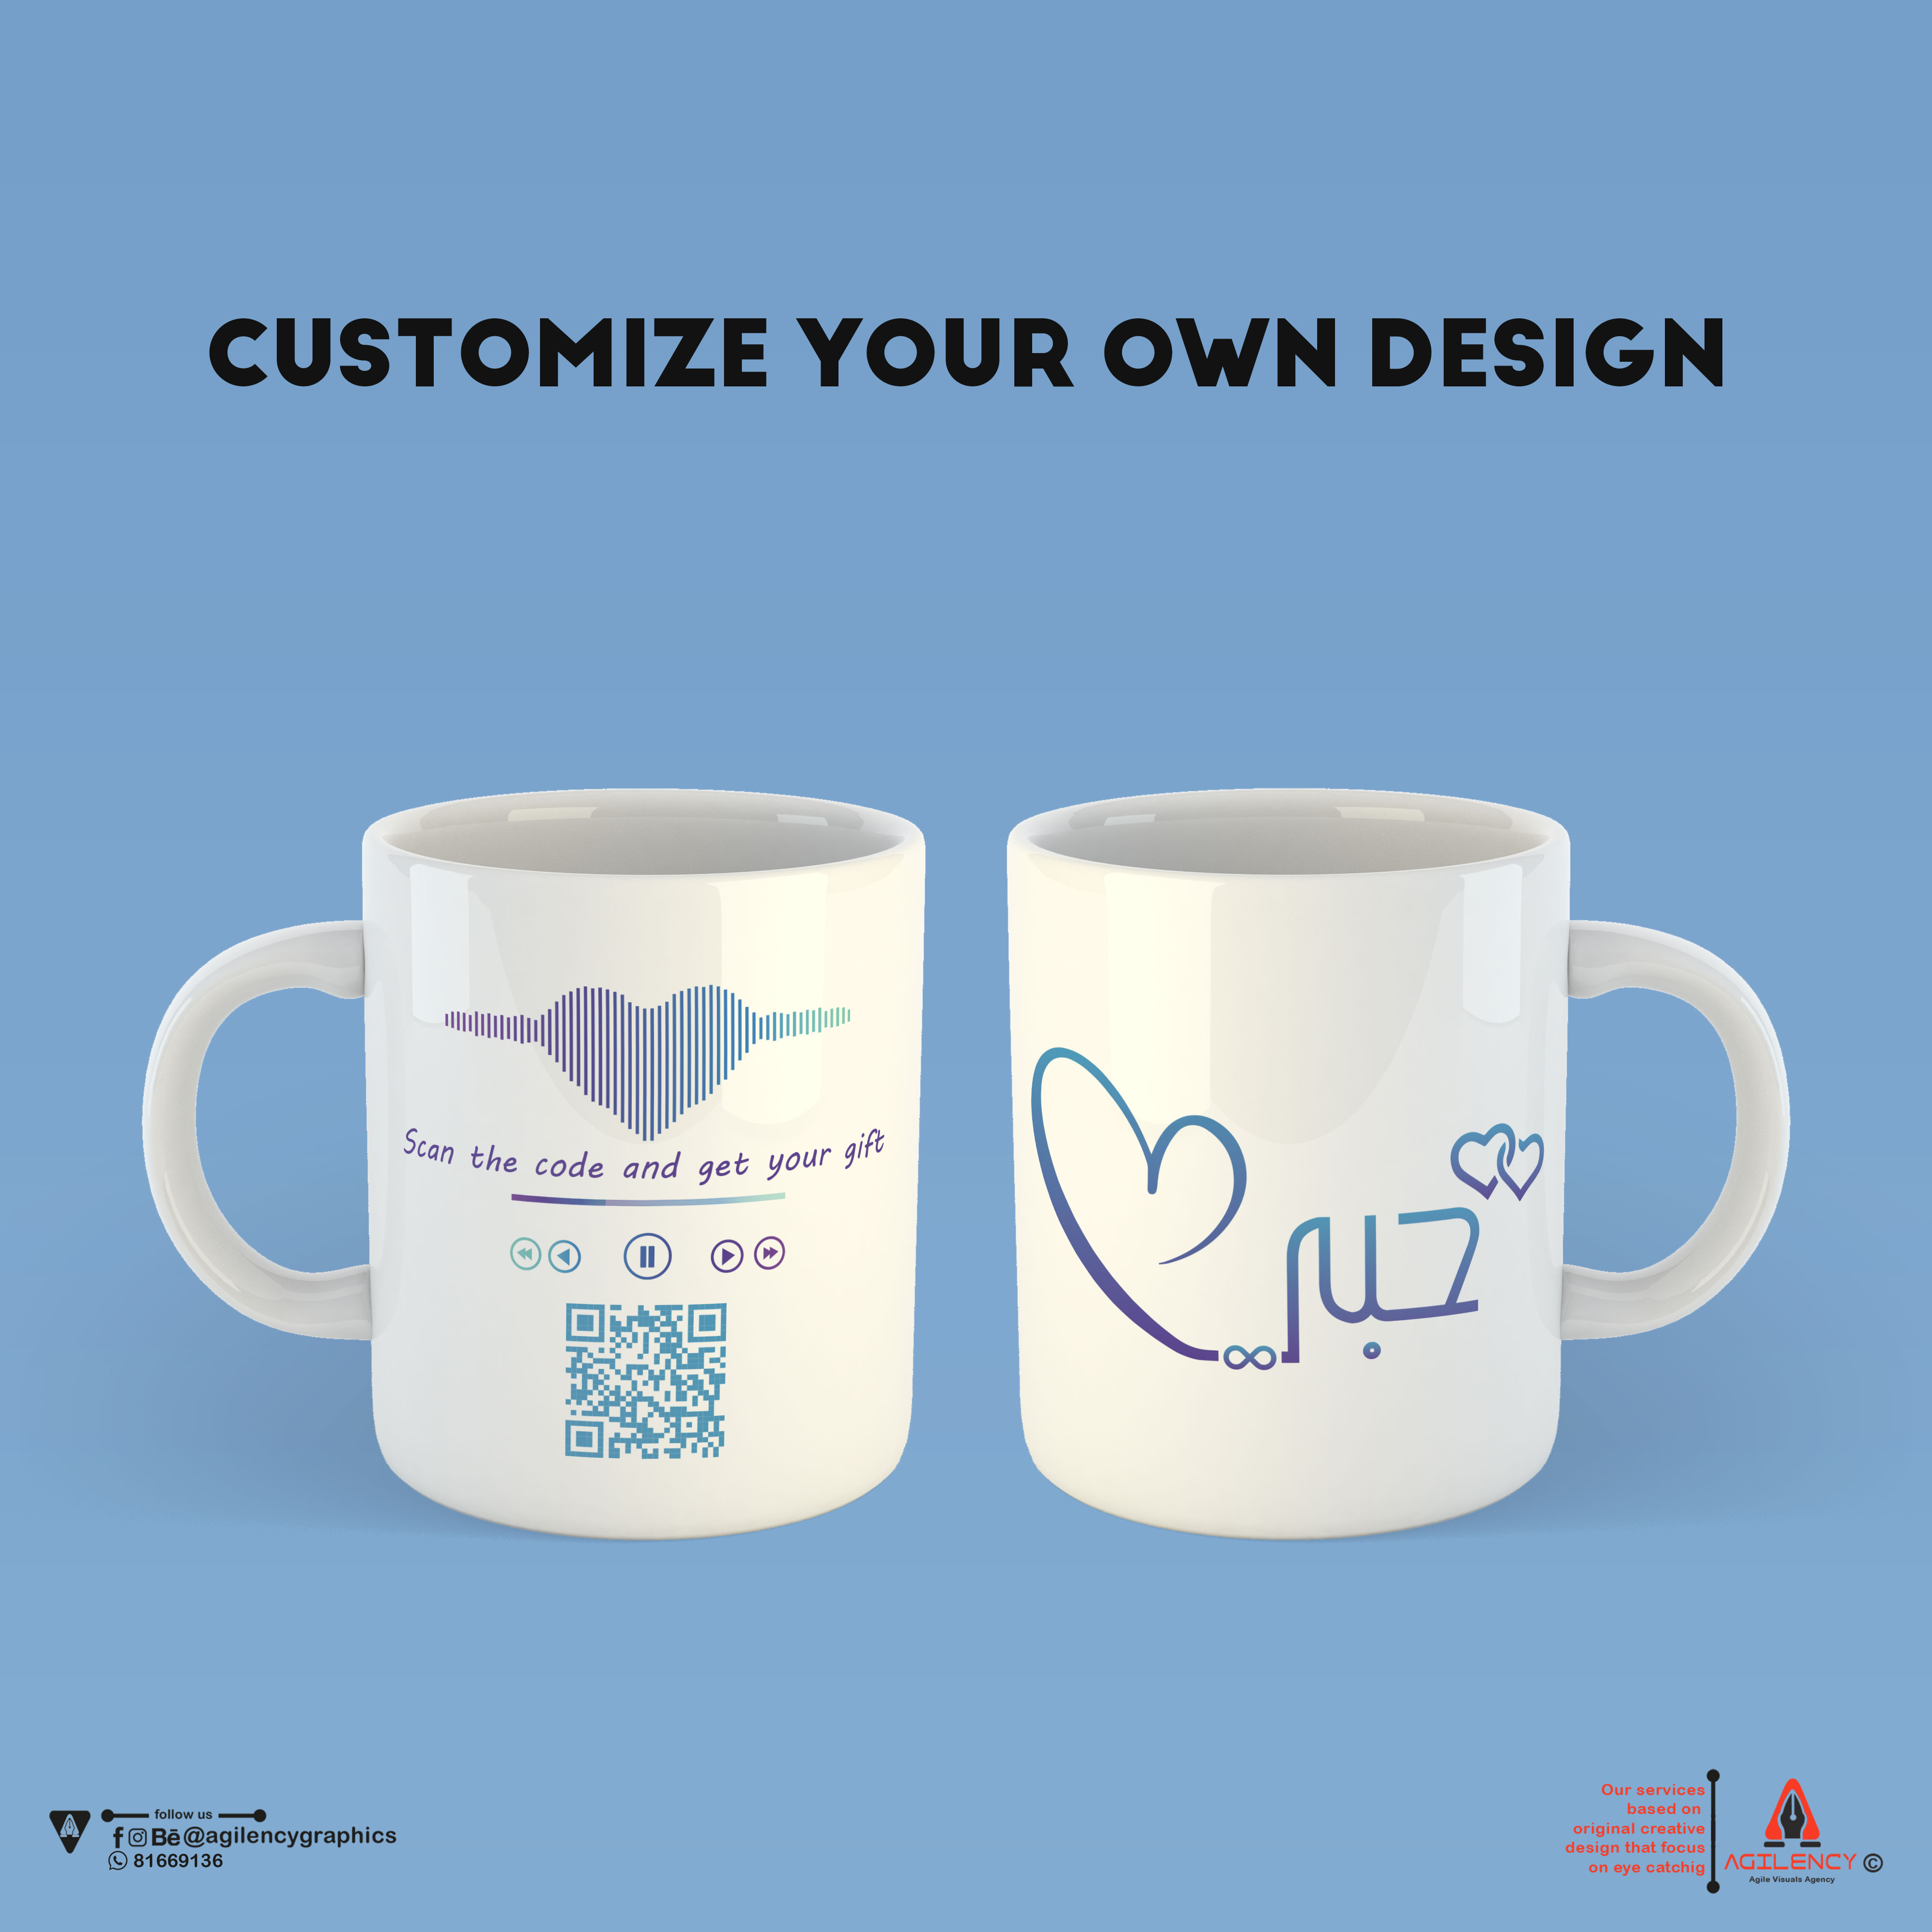 CUSTOMIZE YOUR OWN DESIGN
Scan the code and get your gift
follow us
f Bē @agilencygraphics
81669136
Our services
based on
original creative
design that focus
on eye catchig
AGILENCY ©
Agile Visuals Agency